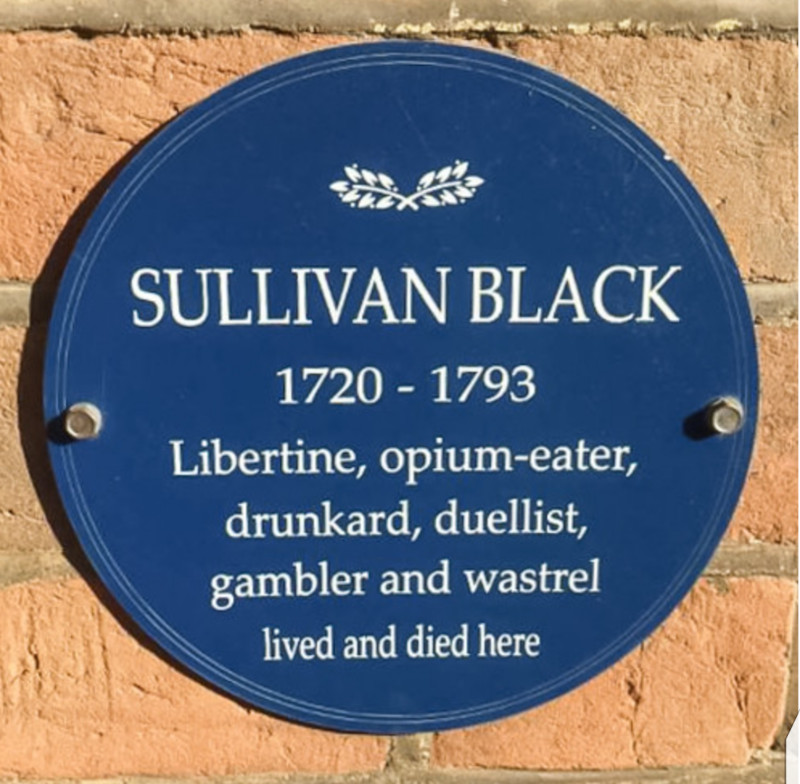 SULLIVAN BLACK
1720 - 1793
Libertine, opium-eater,
drunkard, duellist,
gambler and wastrel
lived and died here